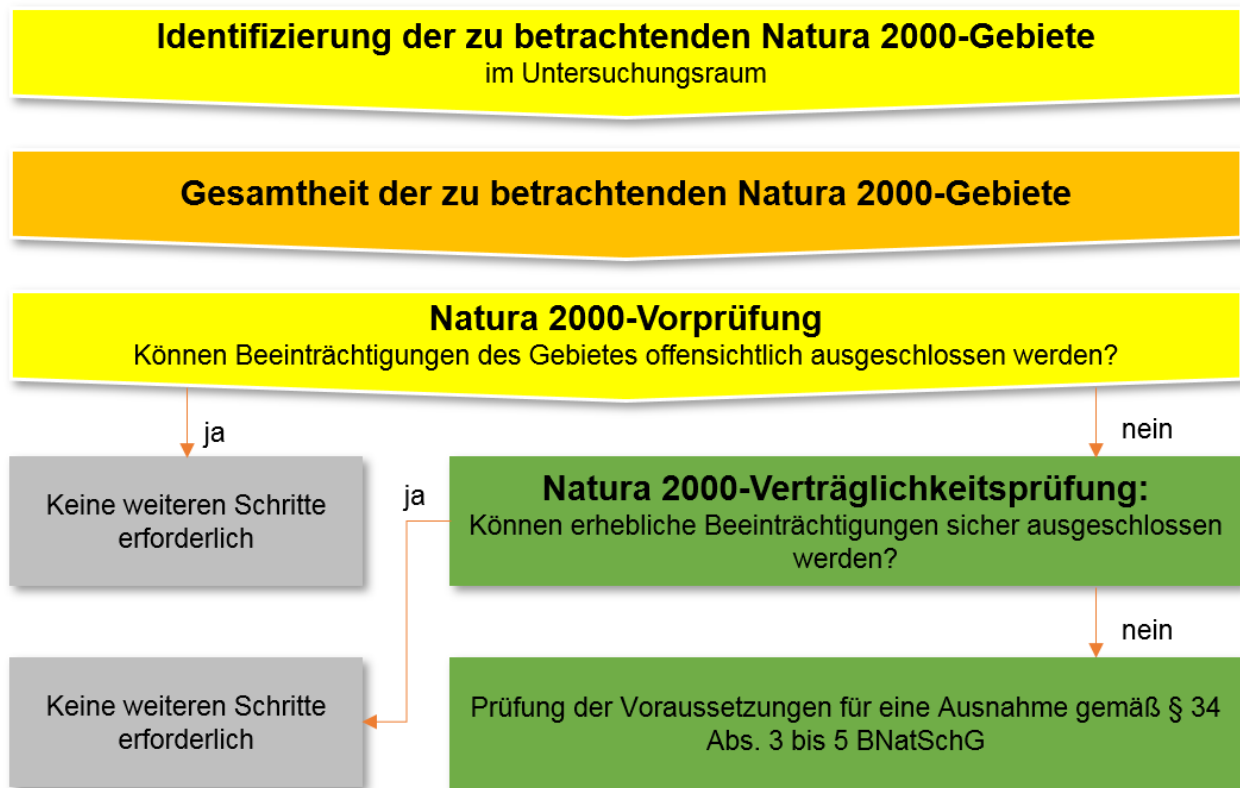 Identifizierung der zu betrachtenden Natura 2000-Gebiete
im Untersuchungsraum
Gesamtheit der zu betrachtenden Natura 2000-Gebiete
Natura 2000-Vorprüfung
Können Beeinträchtigungen des Gebietes offensichtlich ausgeschlossen werden?
ja
nein
Keine weiteren Schritte
erforderlich
ja
Natura 2000-Verträglichkeitsprüfung:
Können erhebliche Beeinträchtigungen sicher ausgeschlossen
werden?
nein
Keine weiteren Schritte
erforderlich
Prüfung der Voraussetzungen für eine Ausnahme gemäß § 34
Abs. 3 bis 5 BNatSchG